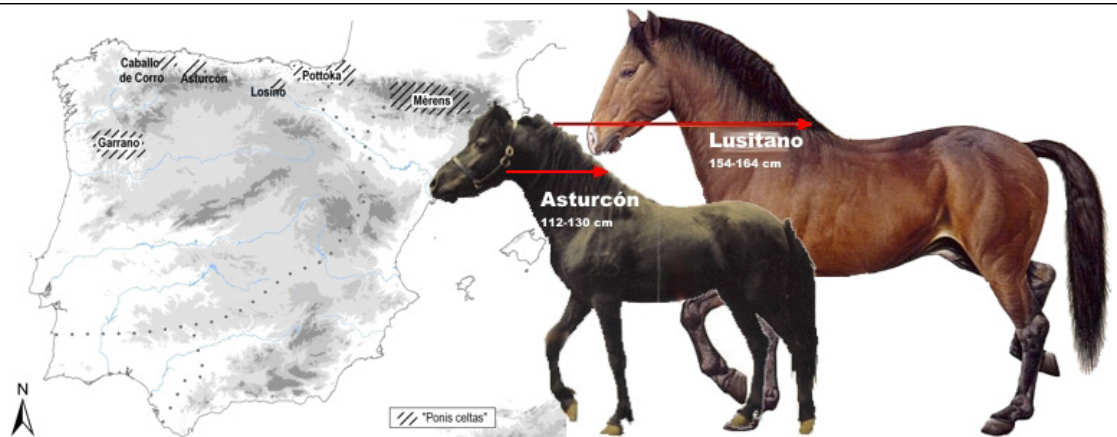 Caballo
de Corro
Asturcón
Losino
Pottoka
Mérens
Garrano
Lusitano
154-164 cm
Asturcón
112-130 cm
N
"Ponis celtas"